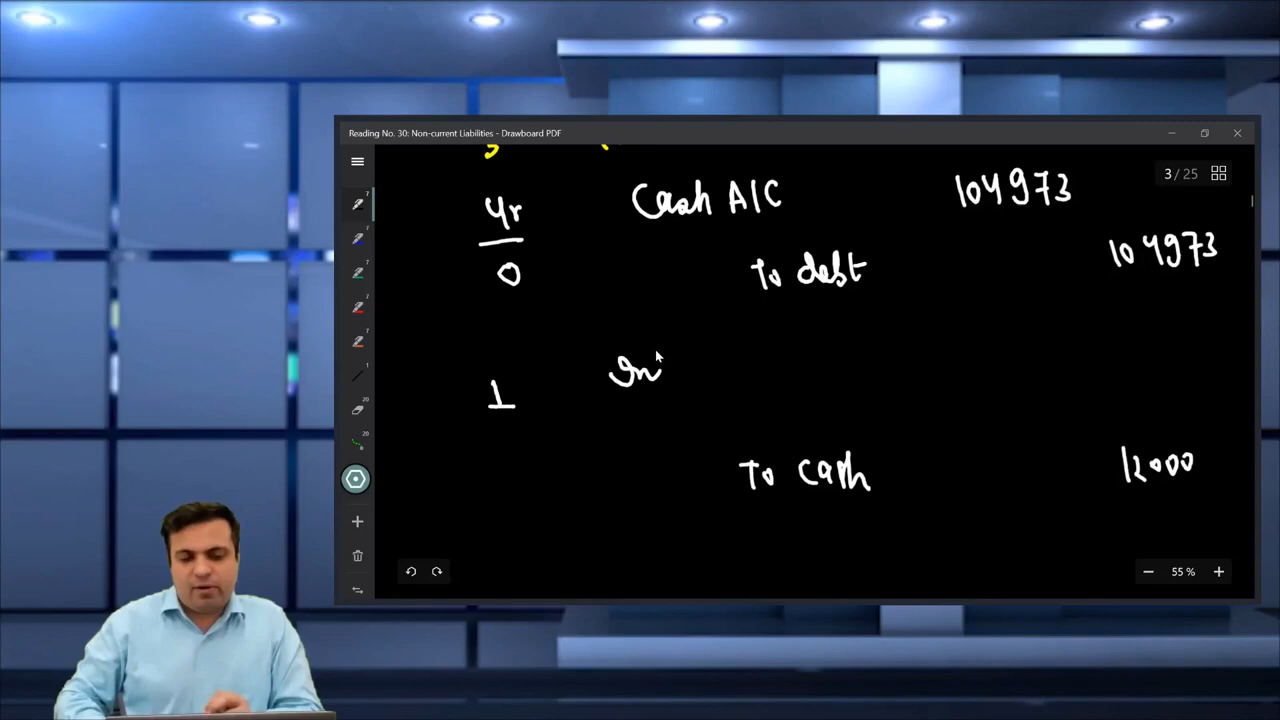 Reading No. 30: Non-current Liabilities - Drawboard PDF
3 / 25
Yr
Cash A/C 104973
0
To debt 104973
1
In
To cash 12000
55 %